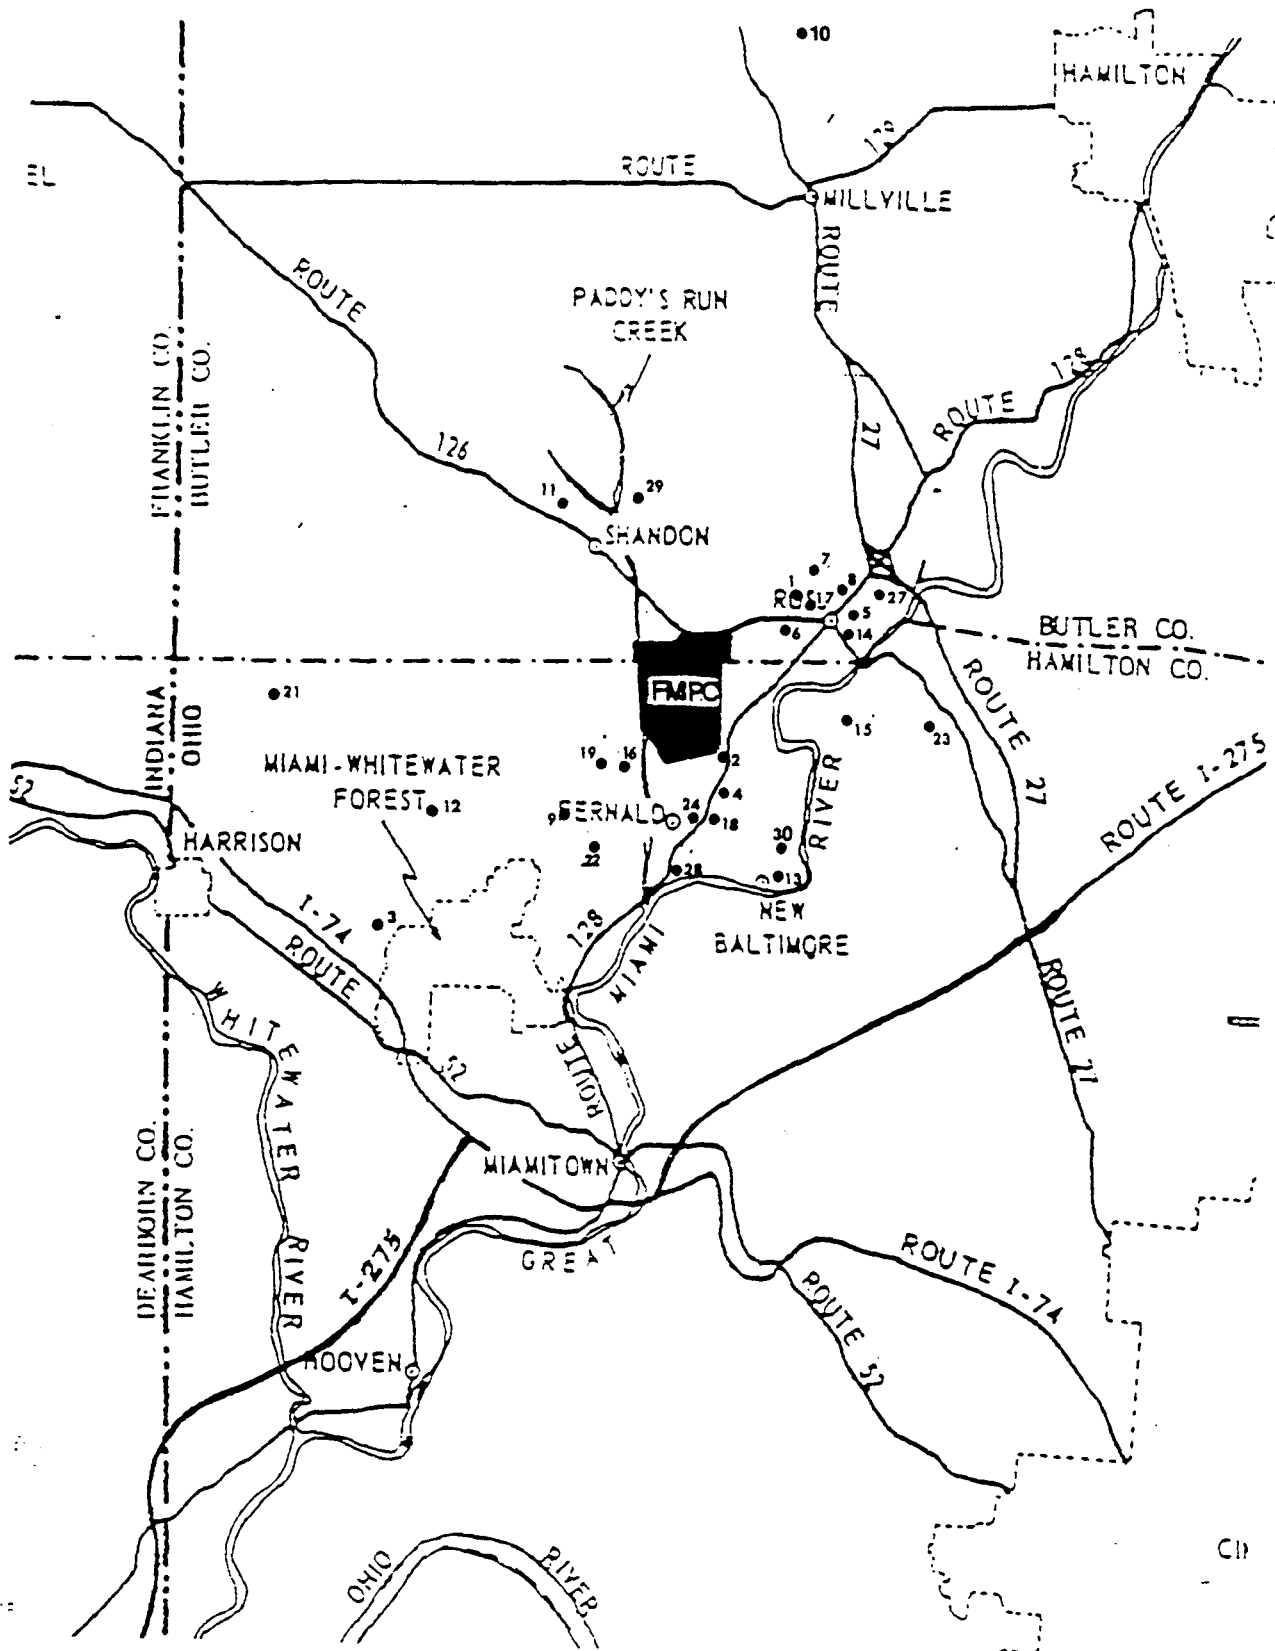 10
HAMILTON
129
ROUTE
EL
MILLVILLE
ROUTE
ROUTE
PADDY'S RUN
CREEK
FRANKLIN CO.
BUTLER CO.
128
ROUTE
27
126
11
29
SHANDON
7
1
8
17
27
5
6
14
BUTLER CO.
HAMILTON CO.
FMPC
21
INDIANA
OHIO
15
23
ROUTE
27
19
16
2
MIAMI-WHITEWATER
FOREST
12
52
4
ROUTE I-275
RIVER
9
FERNALD
24
18
HARRISON
30
22
28
13
NEW
BALTIMORE
I-74
3
128
ROUTE
MIAMI
ROUTE 27
WHITEWATER
RIVER
52
ROUTE
DEARBORN CO.
HAMILTON CO.
MIAMITOWN
GREAT
I-275
ROUTE I-74
ROUTE 52
HOOVEN
OHIO
RIVER